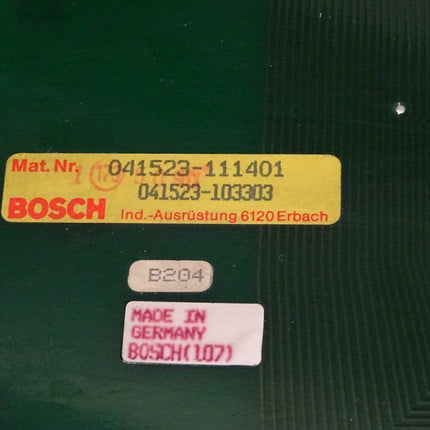 Mat. Nr. 041523-111401
041523-103303
BOSCH Ind.-Ausrüstung 6120 Erbach
B204
MADE IN
GERMANY
BOSCH(107)